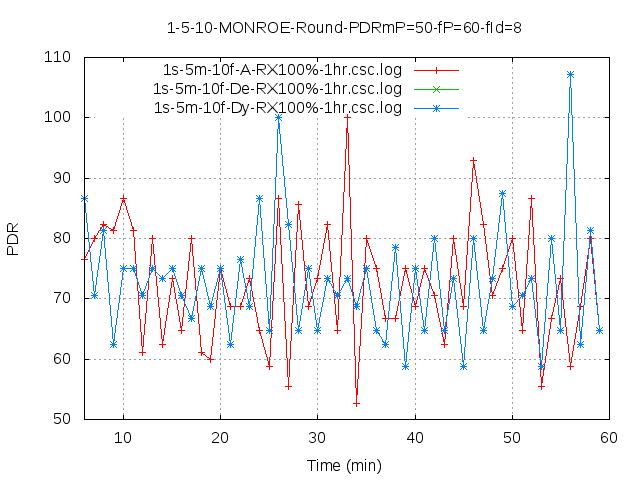 1-5-10-MONROE-Round-PDRmP=50-fP=60-fId=8
1s-5m-10f-A-RX100%-1hr.csc.log
1s-5m-10f-De-RX100%-1hr.csc.log
1s-5m-10f-Dy-RX100%-1hr.csc.log
110
100
90
80
70
60
50
PDR
10
20
30
40
50
60
Time (min)